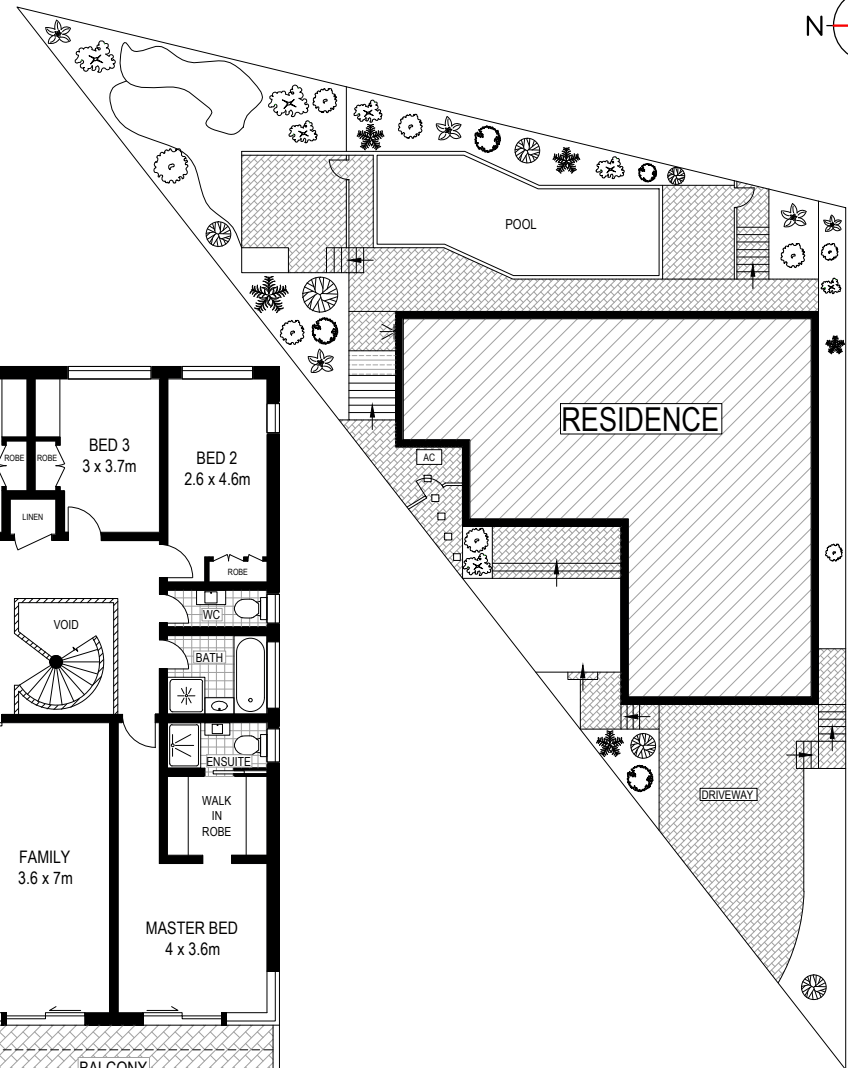 N
POOL
RESIDENCE
AC
BED 3
3 x 3.7m
BED 2
2.6 x 4.6m
ROBE
ROBE
LINEN
ROBE
WC
VOID
BATH
ENSUITE
WALK
IN
ROBE
DRIVEWAY
FAMILY
3.6 x 7m
MASTER BED
4 x 3.6m
BALCONY